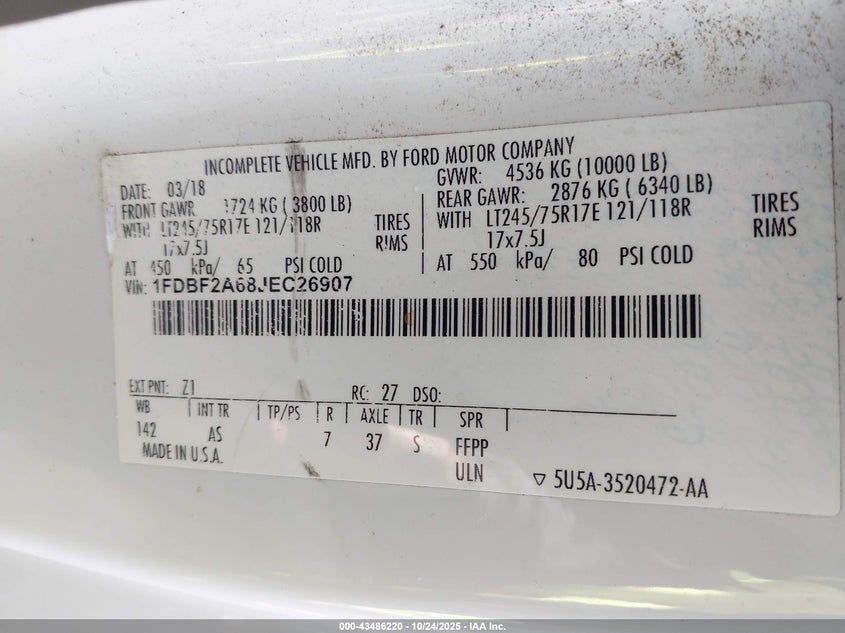 INCOMPLETE VEHICLE MFD. BY FORD MOTOR COMPANY
DATE: 03/18
GVWR: 4536 KG (10000 LB)
FRONT GAWR: 1724 KG ( 3800 LB)
REAR GAWR: 2876 KG ( 6340 LB)
WITH LT245/75R17E 121/118R TIRES
WITH LT245/75R17E 121/118R TIRES
17x7.5J RIMS
17x7.5J RIMS
AT 450 kPa/ 65 PSI COLD
AT 550 kPa/ 80 PSI COLD
VIN: 1FDBF2A68JEC26907
EXT PNT: Z1 RC: 27 DSO:
WB INT TR TP/PS R AXLE TR SPR
142 AS 7 37 S FFPP
MADE IN U.S.A. ULN
5U5A-3520472-AA
000-43486220 - 10/24/2025 - IAA Inc.